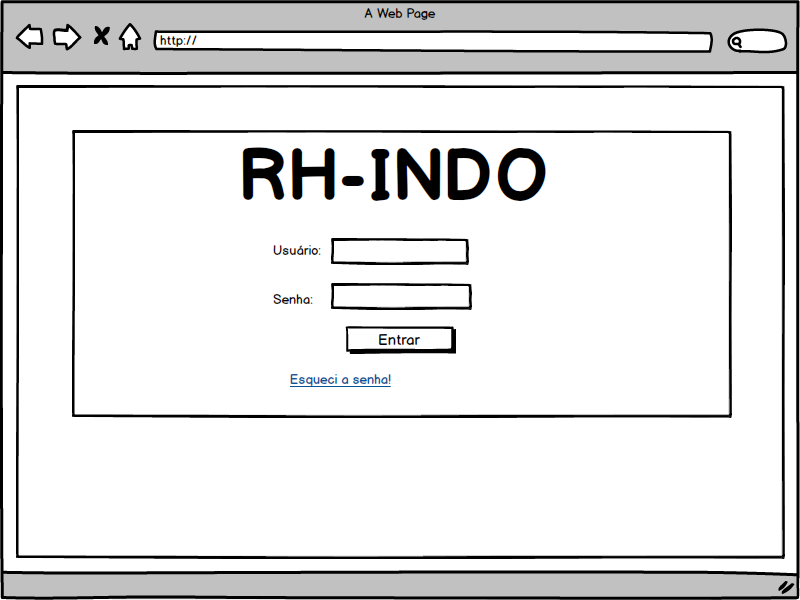 A Web Page
http://
RH-INDO
Usuário:
Senha:
Entrar
Esqueci a senha!